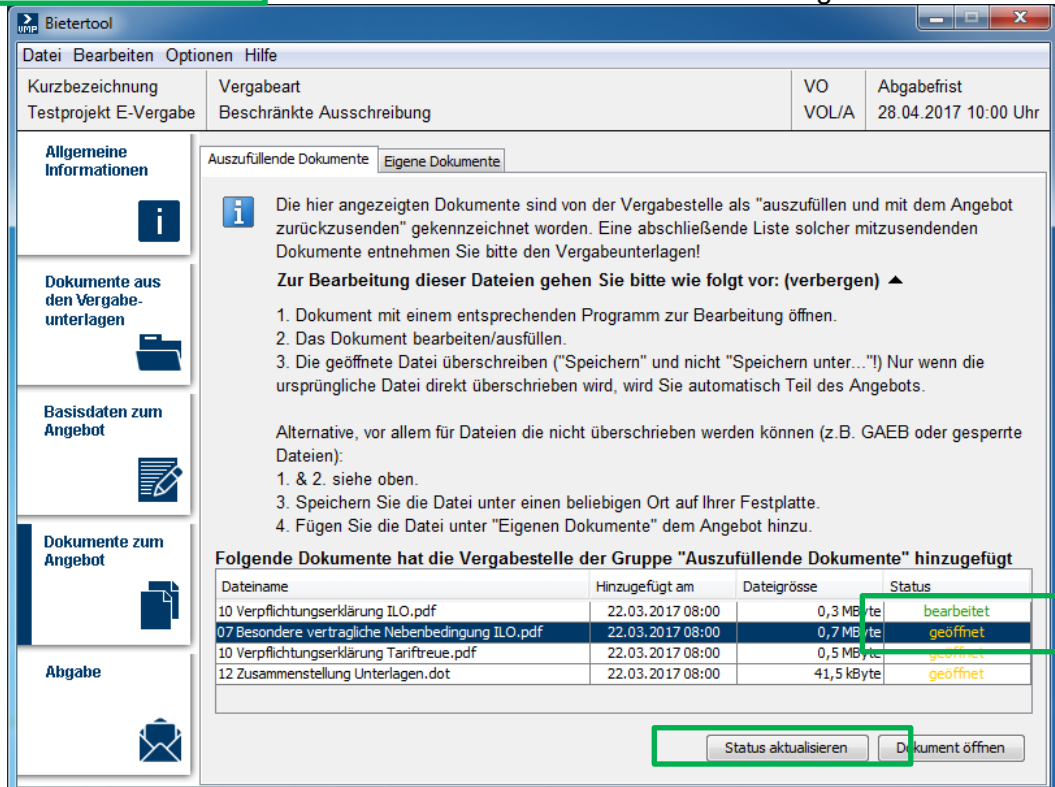 VMP Bietertool
Datei Bearbeiten Optionen Hilfe
Kurzbezeichnung Vergabeart VO Abgabefrist
Testprojekt E-Vergabe Beschränkte Ausschreibung VOL/A 28.04.2017 10:00 Uhr
Allgemeine
Informationen
Dokumente aus
den Vergabe-
unterlagen
Basisdaten zum
Angebot
Dokumente zum
Angebot
Abgabe
Auszufüllende Dokumente Eigene Dokumente
Die hier angezeigten Dokumente sind von der Vergabestelle als "auszufüllen und mit dem Angebot
zurückzusenden" gekennzeichnet worden. Eine abschließende Liste solcher mitzusendenden
Dokumente entnehmen Sie bitte den Vergabeunterlagen!
Zur Bearbeitung dieser Dateien gehen Sie bitte wie folgt vor: (verbergen)
1. Dokument mit einem entsprechenden Programm zur Bearbeitung öffnen.
2. Das Dokument bearbeiten/ausfüllen.
3. Die geöffnete Datei überschreiben ("Speichern" und nicht "Speichern unter..."!) Nur wenn die
ursprüngliche Datei direkt überschrieben wird, wird Sie automatisch Teil des Angebots.
Alternative, vor allem für Dateien die nicht überschrieben werden können (z.B. GAEB oder gesperrte
Dateien):
1. & 2. siehe oben.
3. Speichern Sie die Datei unter einen beliebigen Ort auf Ihrer Festplatte.
4. Fügen Sie die Datei unter "Eigenen Dokumente" dem Angebot hinzu.
Folgende Dokumente hat die Vergabestelle der Gruppe "Auszufüllende Dokumente" hinzugefügt
Dateiname Hinzugefügt am Dateigrösse Status
10 Verpflichtungserklärung ILO.pdf 22.03.2017 08:00 0,3 MByte bearbeitet
07 Besondere vertragliche Nebenbedingung ILO.pdf 22.03.2017 08:00 0,7 MByte geöffnet
10 Verpflichtungserklärung Tariftreue.pdf 22.03.2017 08:00 0,5 MByte geöffnet
12 Zusammenstellung Unterlagen.dot 22.03.2017 08:00 41,5 kByte geöffnet
Status aktualisieren Dokument öffnen